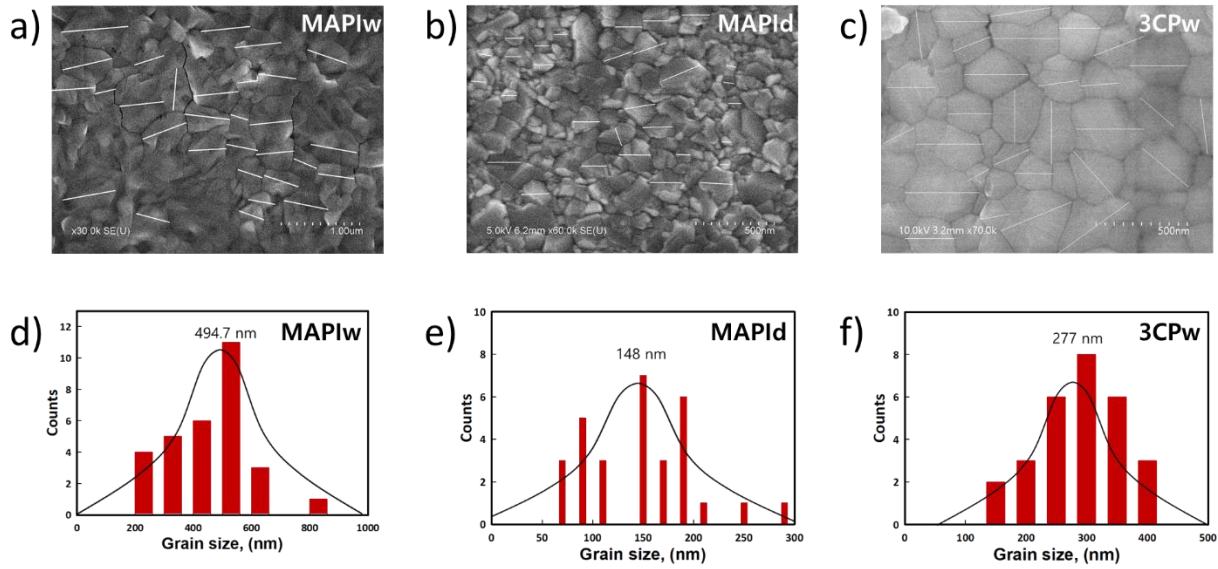 a)
MAPIw
x30.0k SE(U)
1.00um
b)
MAPId
5.0kV 6.2mm x60.0k SE(U)
500nm
c)
3CPw
10.0kV 3.2mm x70.0k
500nm
d)
MAPIw
494.7 nm
Counts
12
10
8
6
4
2
0
0
200
400
600
800
1000
Grain size, (nm)
e)
MAPId
148 nm
Counts
10
8
6
4
2
0
0
50
100
150
200
250
300
Grain size, (nm)
f)
3CPw
277 nm
Counts
10
8
6
4
2
0
0
100
200
300
400
500
Grain size, (nm)